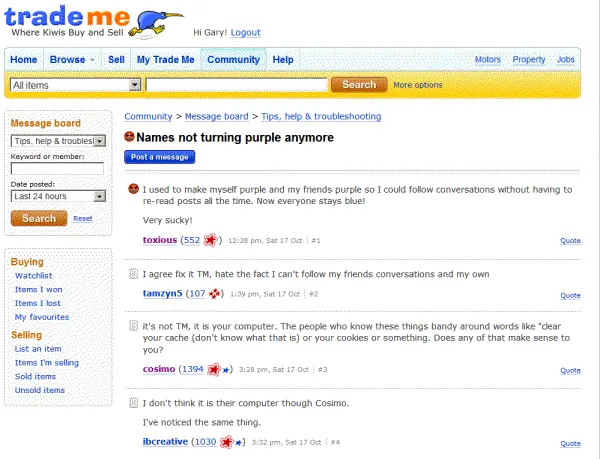 trademe
Where Kiwis Buy and Sell
Hi Gary! Logout
Home Browse Sell My Trade Me Community Help Motors Property Jobs
All items Search More options
Message board
Tips, help & troublesh
Keyword or member:
Date posted:
Last 24 hours
Search Reset
Buying
Watchlist
Items I won
Items I lost
My favourites
Selling
List an item
Items I'm selling
Sold items
Unsold items
Community > Message board > Tips, help & troubleshooting
Names not turning purple anymore
Post a message
I used to make myself purple and my friends purple so I could follow conversations without having to
re-read posts all the time. Now everyone stays blue!
Very sucky!
toxious (552 ) 12:38 pm, Sat 17 Oct | #1 Quote
I agree fix it TM, hate the fact I can't follow my friends conversations and my own
tamzyn5 (107 ) 1:39 pm, Sat 17 Oct | #2 Quote
it's not TM, it is your computer. The people who know these things bandy around words like "clear
your cache (don't know what that is) or your cookies or something. Does any of that make sense to
you?
cosimo (1394 ) 3:28 pm, Sat 17 Oct | #3 Quote
I don't think it is their computer though Cosimo.
I've noticed the same thing.
ibcreative (1030 ) 3:32 pm, Sat 17 Oct | #4 Quote